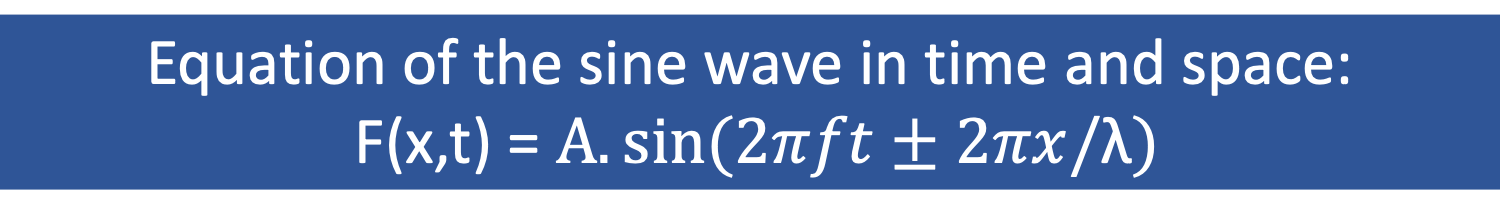 Equation of the sine wave in time and space:
F(x,t) = A. sin(2πft ± 2πx/λ)